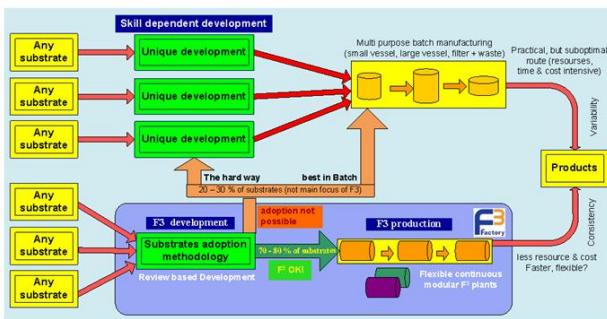 Skill dependent development
Any
substrate
Unique development
Any
substrate
Unique development
Any
substrate
Unique development
Multi purpose batch manufacturing
(small vessel, large vessel, filter + waste)
Practical, but suboptimal
route (resourses,
time & cost intensive)
Variability
Products
Consistency
less resource & cost
Faster, flexible?
The hard way
best in Batch
20 – 30 % of substrates (not main focus of F3)
F3 development
adoption not
possible
F3 production
F3
Factory
Any
substrate
Any
substrate
Any
substrate
Substrates adoption
methodology
70 - 80 % of substrates
F³ OK!
Review based Development
Flexible continuous
modular F³ plants